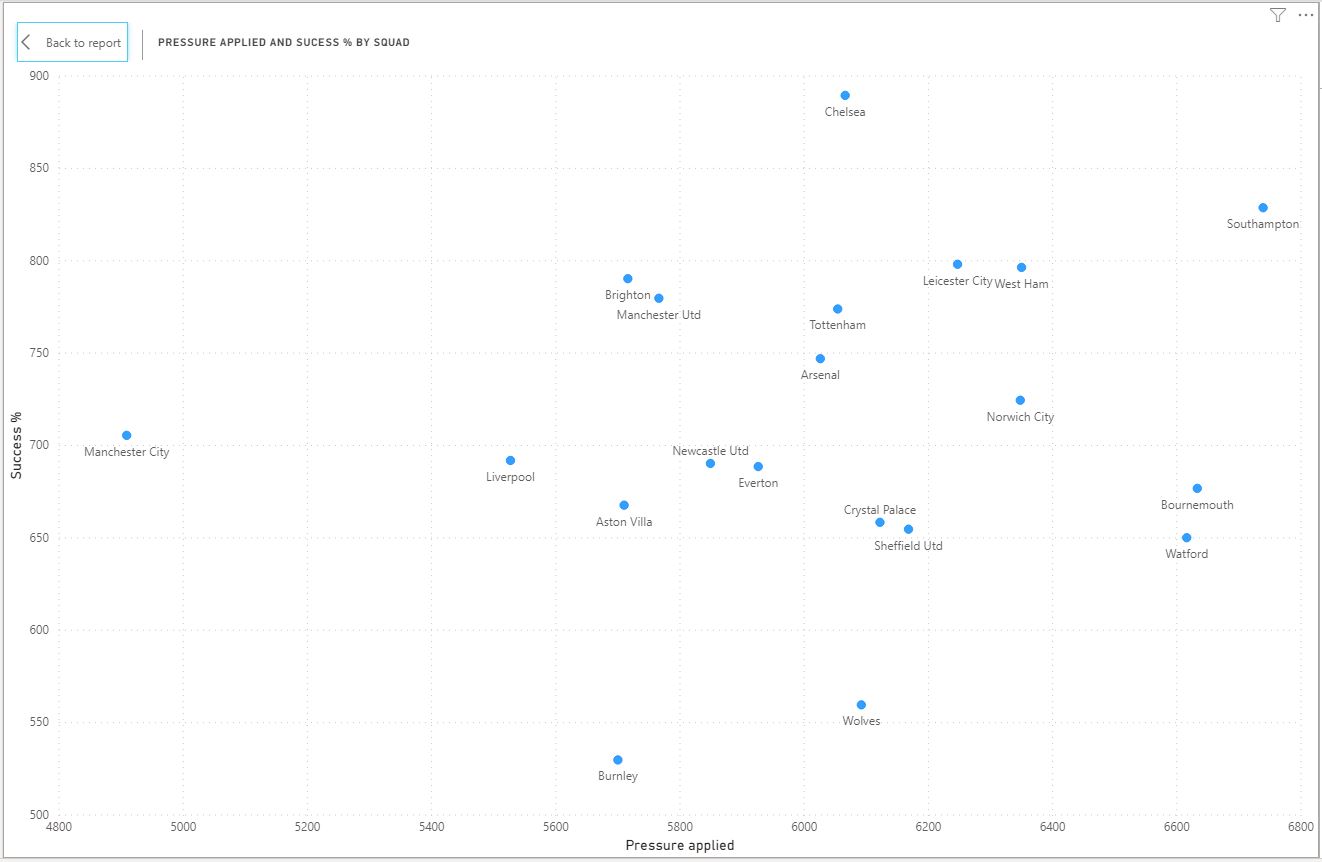 Back to report
PRESSURE APPLIED AND SUCESS % BY SQUAD
900
Chelsea
850
Southampton
800
Leicester City
West Ham
Brighton
Manchester Utd
Tottenham
750
Arsenal
Norwich City
Success %
700
Manchester City
Newcastle Utd
Liverpool
Everton
Bournemouth
Aston Villa
Crystal Palace
Sheffield Utd
650
Watford
600
550
Wolves
Burnley
500
4800 5000 5200 5400 5600 5800 6000 6200 6400 6600 6800
Pressure applied